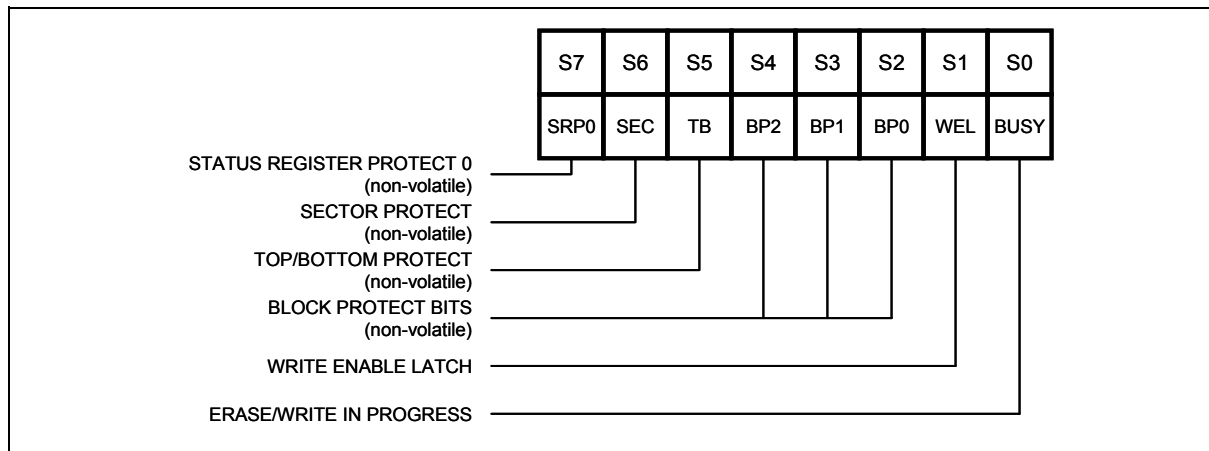 S7 S6 S5 S4 S3 S2 S1 S0
SRP0 SEC TB BP2 BP1 BP0 WEL BUSY
STATUS REGISTER PROTECT 0
(non-volatile)
SECTOR PROTECT
(non-volatile)
TOP/BOTTOM PROTECT
(non-volatile)
BLOCK PROTECT BITS
(non-volatile)
WRITE ENABLE LATCH
ERASE/WRITE IN PROGRESS